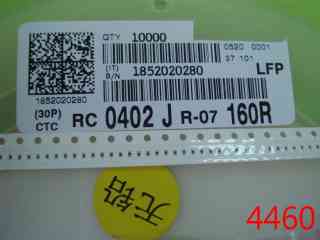 QTY 10000
0520 0001
37 101
(1T)
B/N 1852020280
LFP
1852020280
(30P)
CTC RC 0402 J R-07 160R
无铅
4460